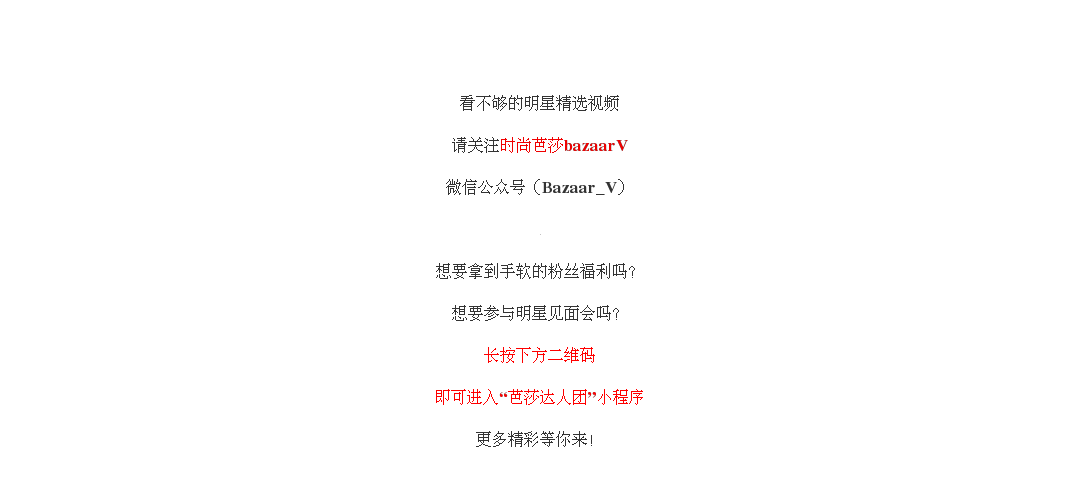 看不够的明星精选视频
请关注时尚芭莎bazaarV
微信公众号（Bazaar_V）
想要拿到手软的粉丝福利吗?
想要参与明星见面会吗?
长按下方二维码
即可进入“芭莎达人团”小程序
更多精彩等你来!